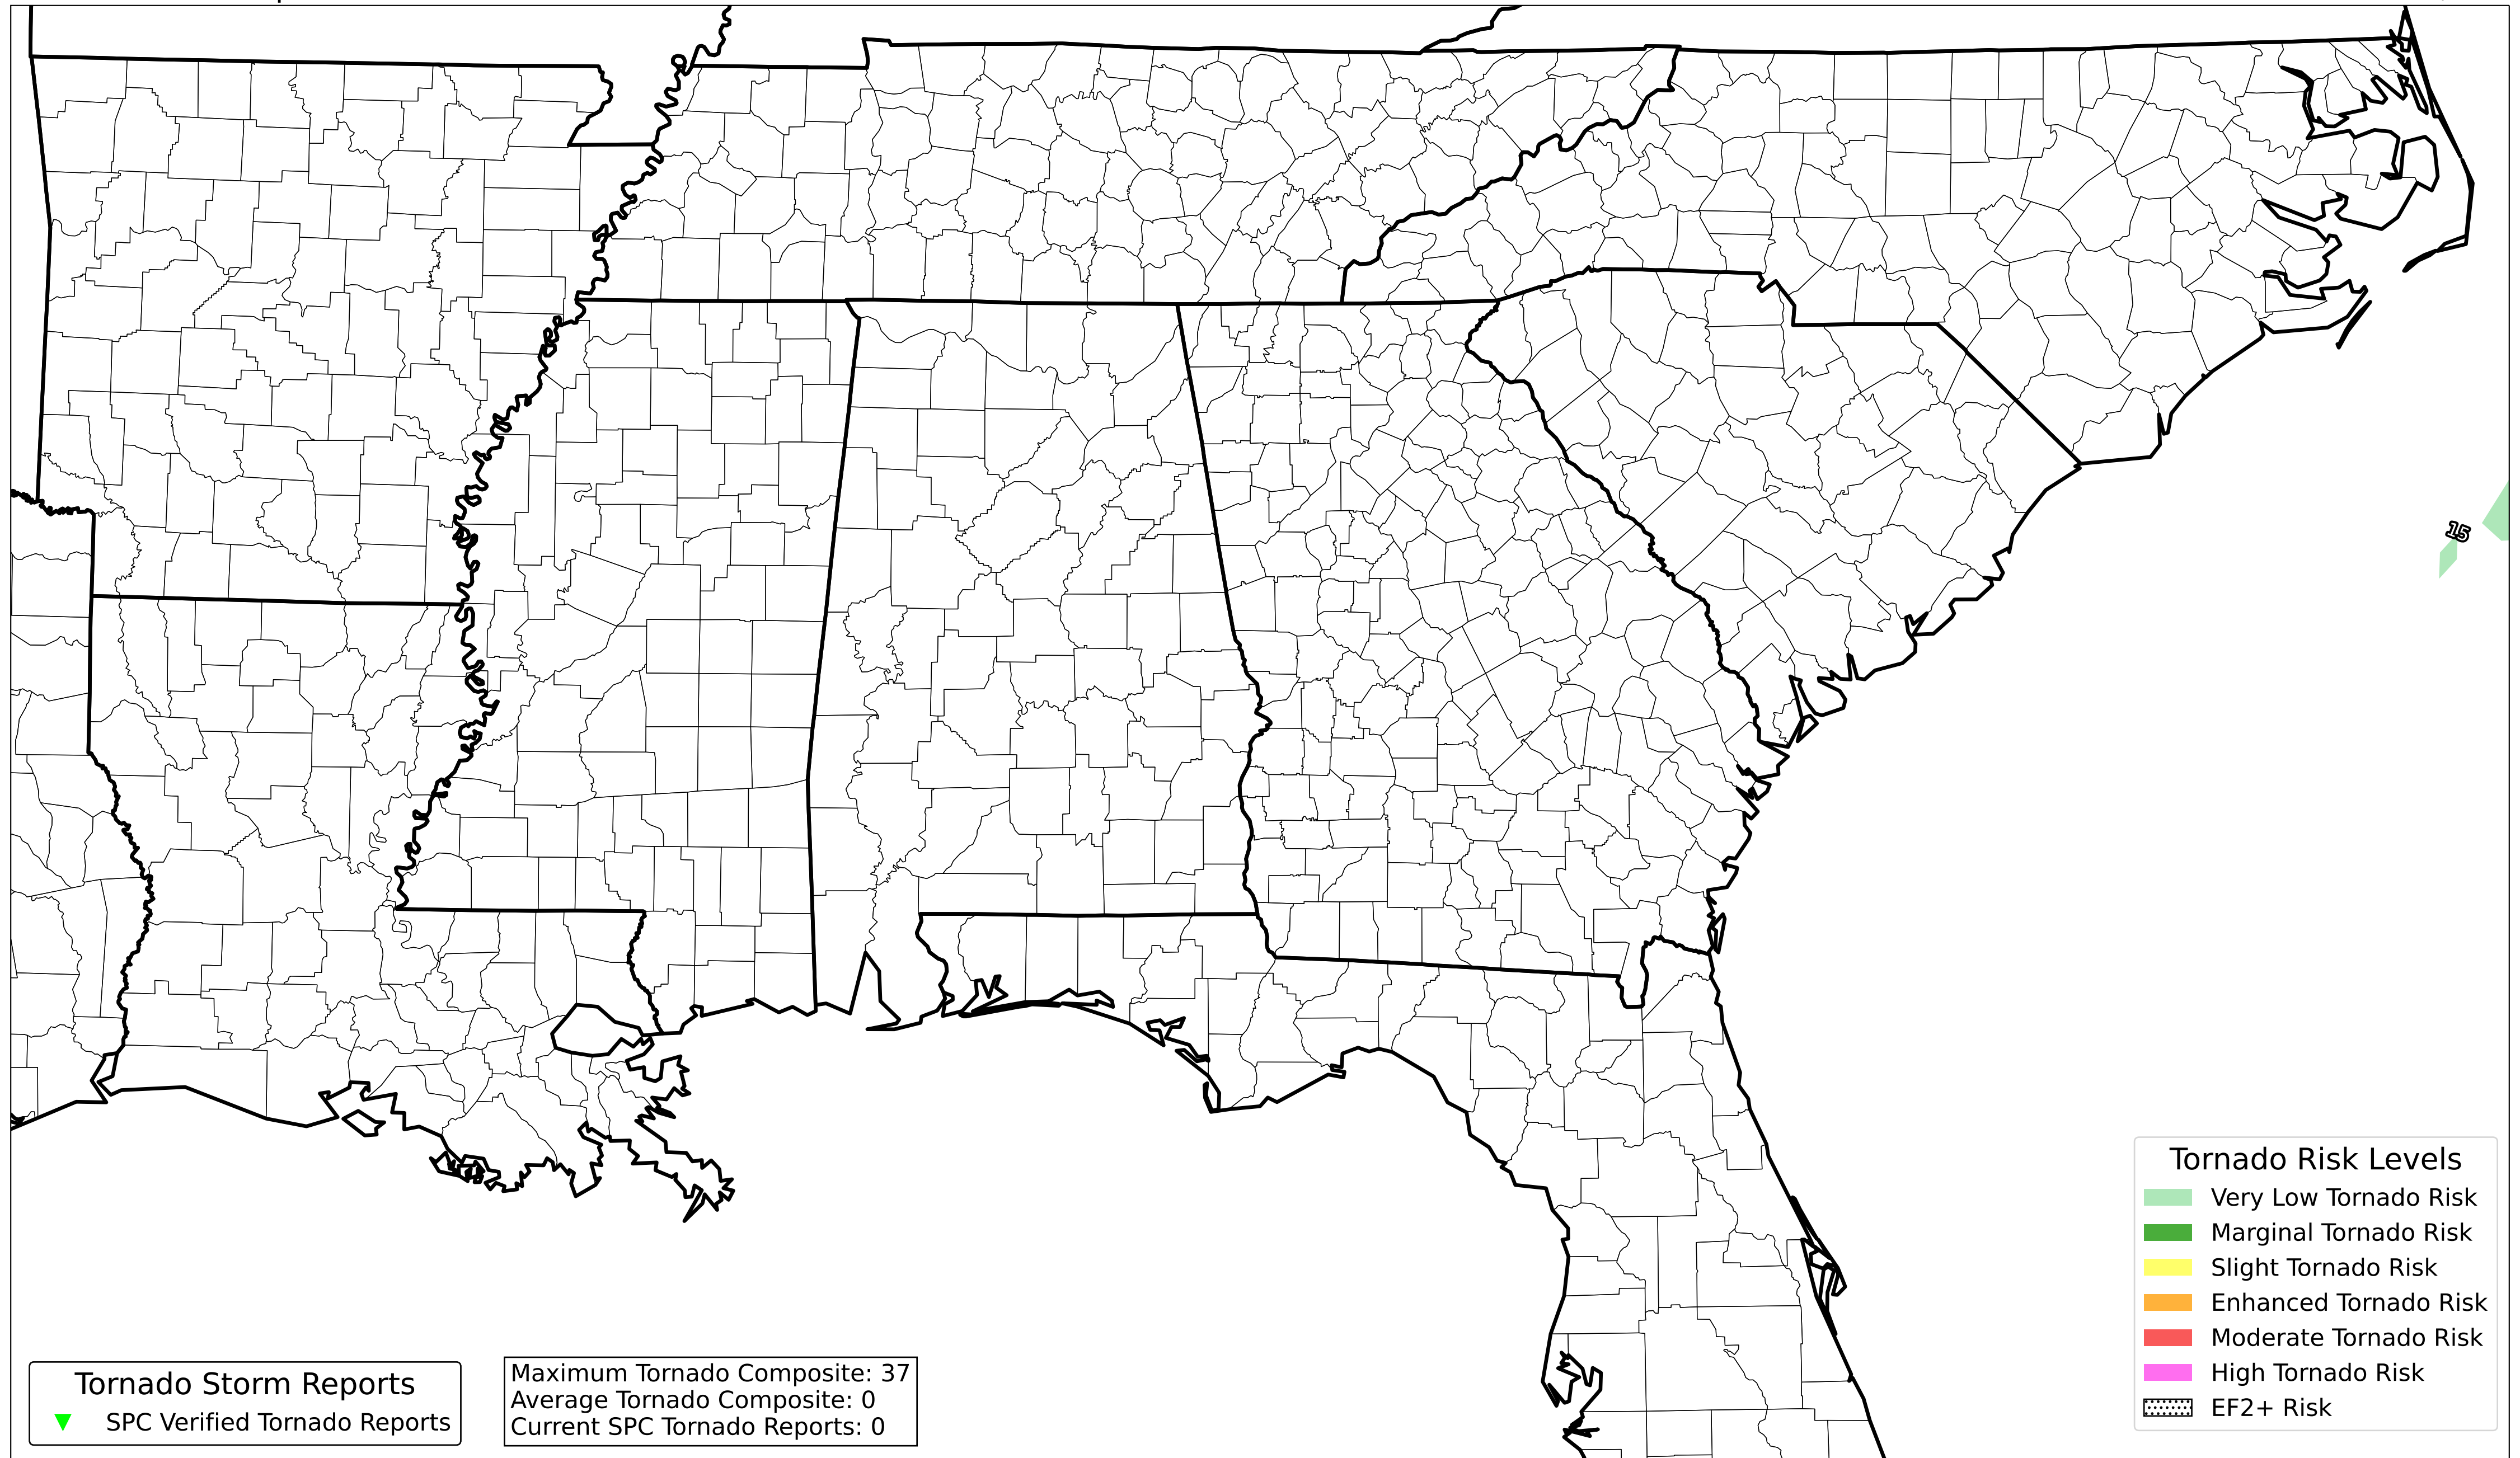 15
Tornado Risk Levels
Very Low Tornado Risk
Marginal Tornado Risk
Slight Tornado Risk
Enhanced Tornado Risk
Moderate Tornado Risk
High Tornado Risk
EF2+ Risk
Tornado Storm Reports
SPC Verified Tornado Reports
Maximum Tornado Composite: 37
Average Tornado Composite: 0
Current SPC Tornado Reports: 0